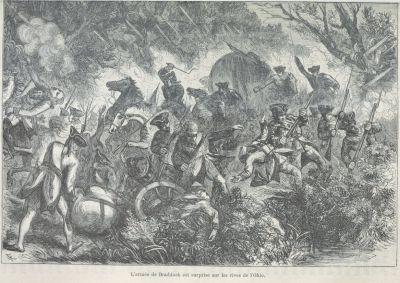 L'armée de Braddock est surprise sur les rives de l'Ohio.